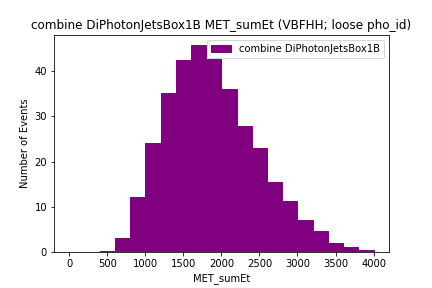 combine DiPhotonJetsBox1B MET_sumEt (VBFHH; loose pho_id)
combine DiPhotonJetsBox1B
Number of Events
40
30
20
10
0
0 500 1000 1500 2000 2500 3000 3500 4000
MET_sumEt